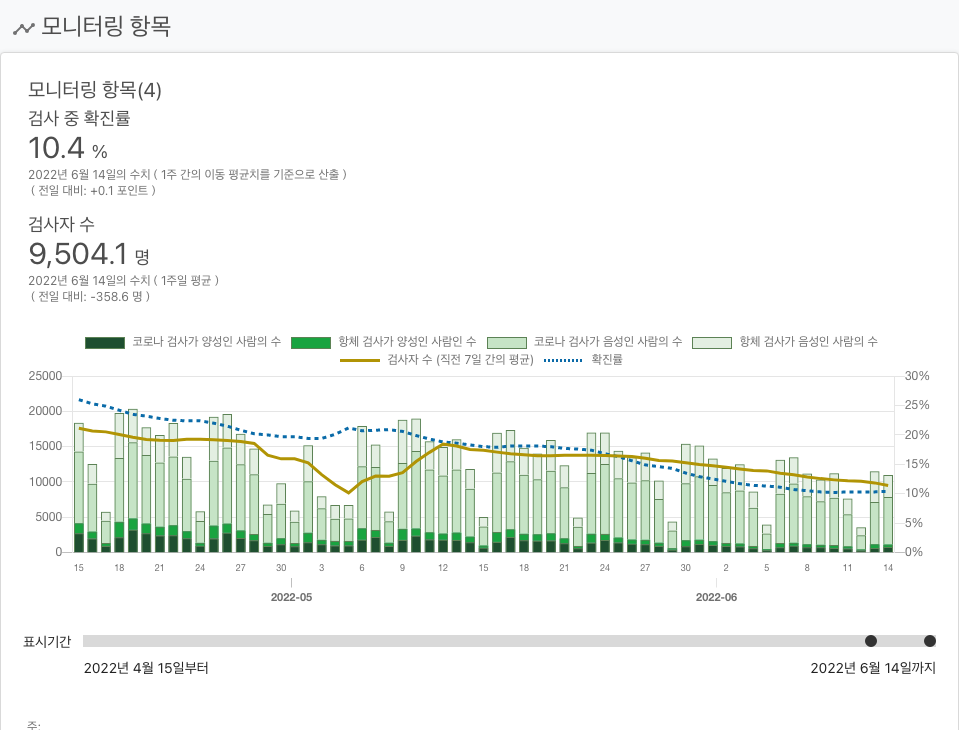 모니터링 항목
모니터링 항목(4)
검사 중 확진률
10.4 %
2022년 6월 14일의 수치 ( 1주 간의 이동 평균치를 기준으로 산출 )
( 전일 대비: +0.1 포인트 )
검사자 수
9,504.1 명
2022년 6월 14일의 수치 ( 1주일 평균 )
( 전일 대비: -358.6 명 )
코로나 검사가 양성인 사람의 수 항체 검사가 양성인 사람인 수 코로나 검사가 음성인 사람의 수 항체 검사가 음성인 사람의 수
검사자 수 (직전 7일 간의 평균) 확진률
25000 30%
20000 25%
15000 20%
10000 15%
5000 10%
0 5%
0%
15 18 21 24 27 30 3 6 9 12 15 18 21 24 27 30 2 5 8 11 14
2022-05 2022-06
표시기간
2022년 4월 15일부터 2022년 6월 14일까지
주: